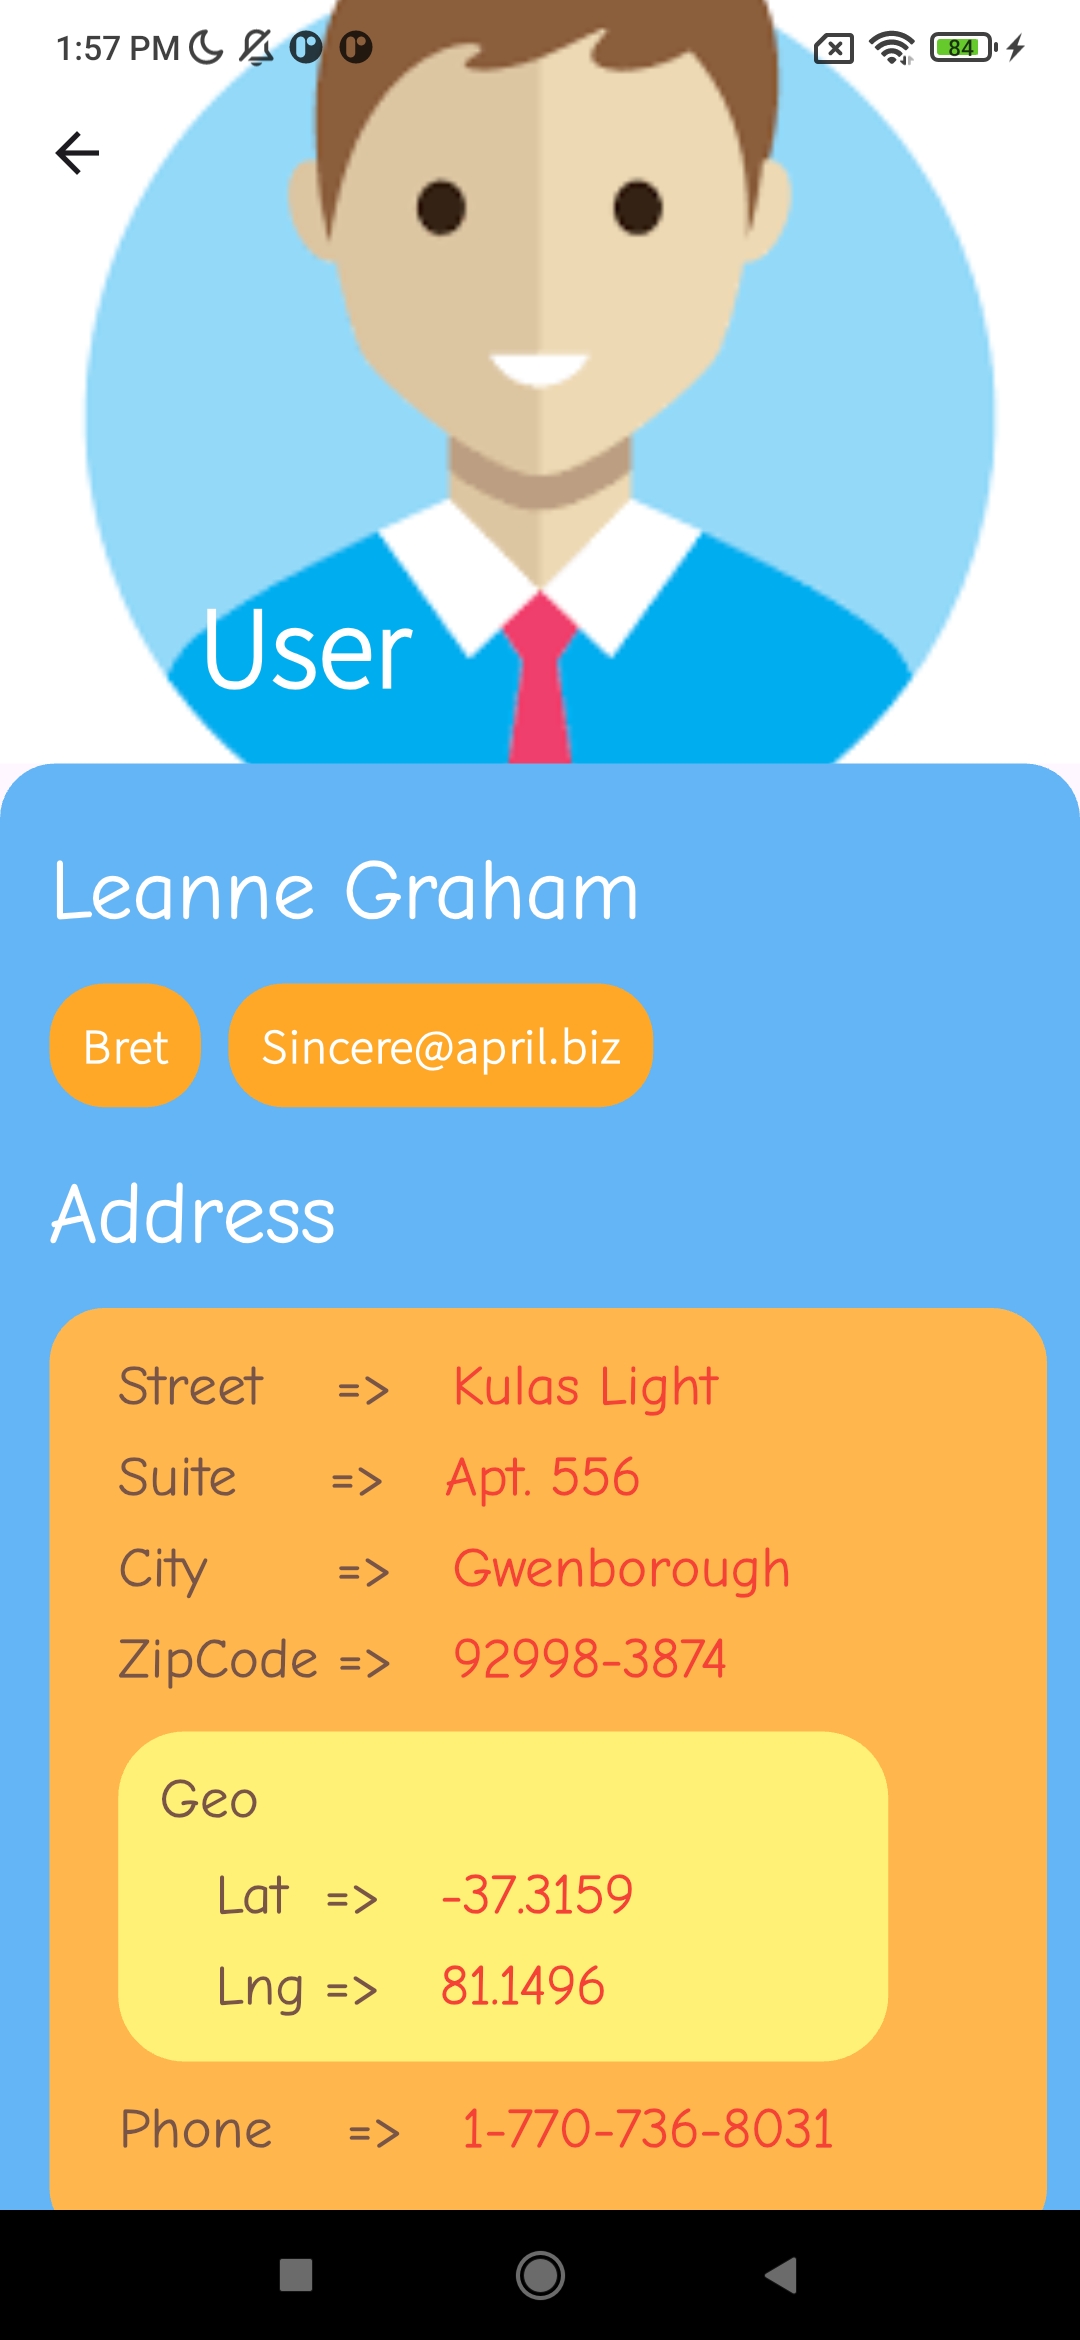 1:57 PM
84
User
Leanne Graham
Bret
Sincere@april.biz
Address
Street => Kulas Light
Suite => Apt. 556
City => Gwenborough
ZipCode => 92998-3874
Geo
Lat => -37.3159
Lng => 81.1496
Phone => 1-770-736-8031